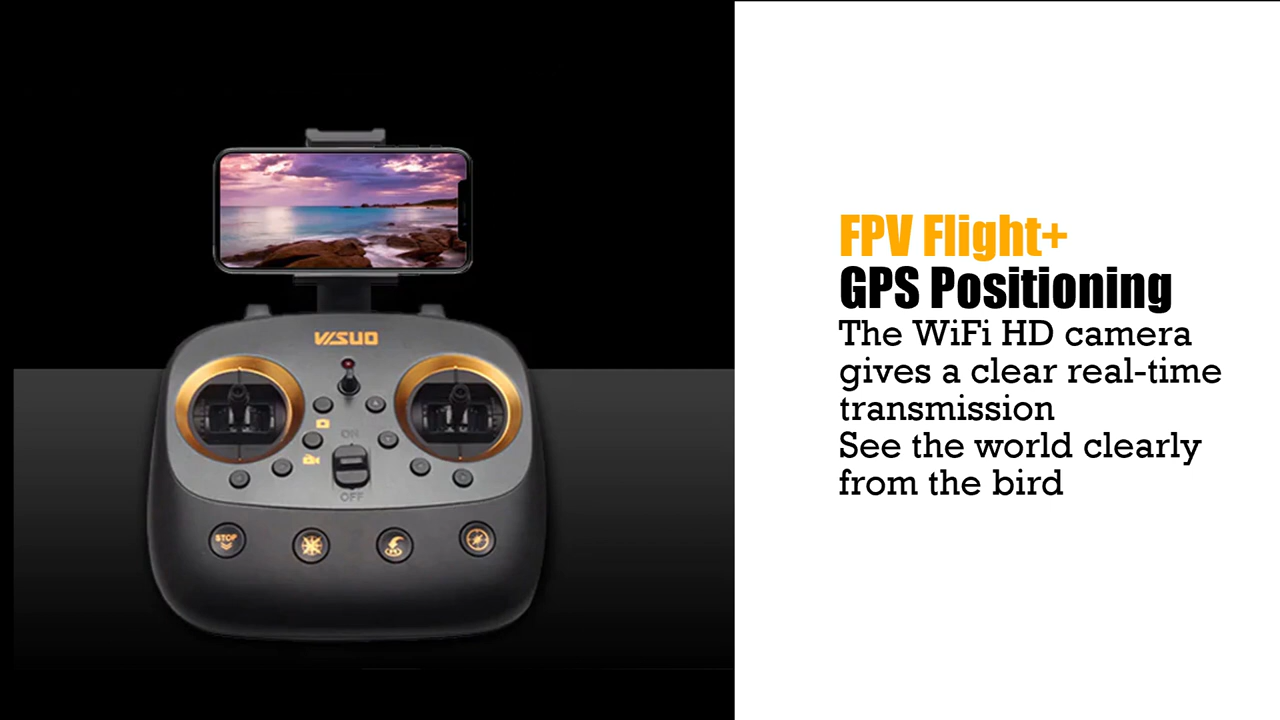 VISUO
ON
OFF
STOP
FPV Flight+
GPS Positioning
The WiFi HD camera
gives a clear real-time
transmission
See the world clearly
from the bird